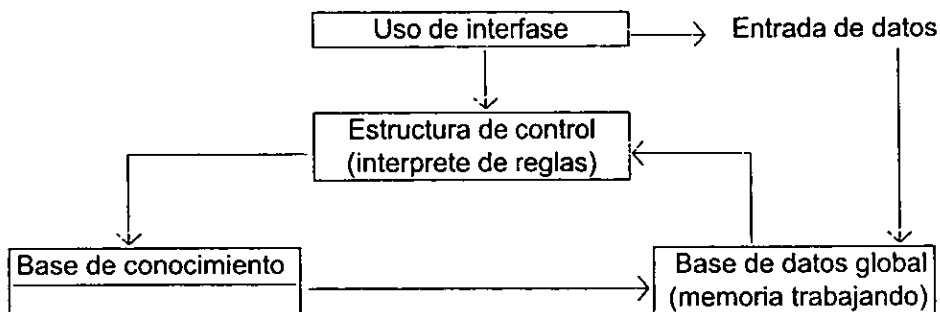 Uso de interfase
Entrada de datos
Estructura de control
(interprete de reglas)
Base de conocimiento
Base de datos global
(memoria trabajando)